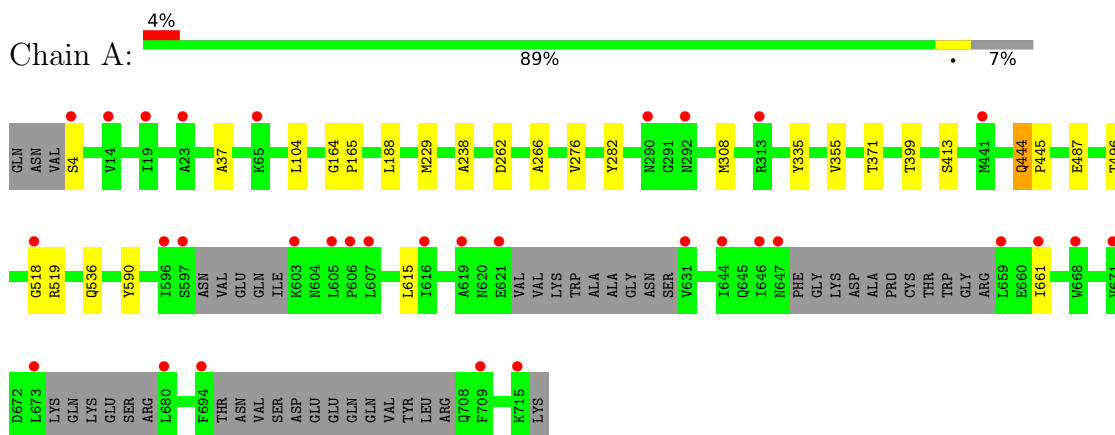 4%
Chain A:
89%
•
7%
GLN ASN VAL S4 V14 I19 A23 A37 K65 L104 G164 P165 L188 M229 A238 D262 A266 V276 Y282 N290 G291 N292 M308 R313 Y335 V355 T371 T399 S413 M441 Q444 P445 E487 T496
G518 R519 Q536 Y590 I596 S597 ASN VAL GLU GLN ILE K603 N604 L605 P606 L607 L615 I616 A619 N620 E621 VAL VAL LYS TRP ALA ALA GLY ASN SER V631 I644 Q645 I646 N647 PHE GLY LYS ASP ALA PRO CYS THR TRP GLY ARG L659 E660 I661 W668 V671
D672 L673 LYS GLN LYS GLU SER ARG L680 F694 THR ASN VAL SER ASP GLU GLU GLN GLN VAL TYR LEU ARG Q708 F709 K715 LYS